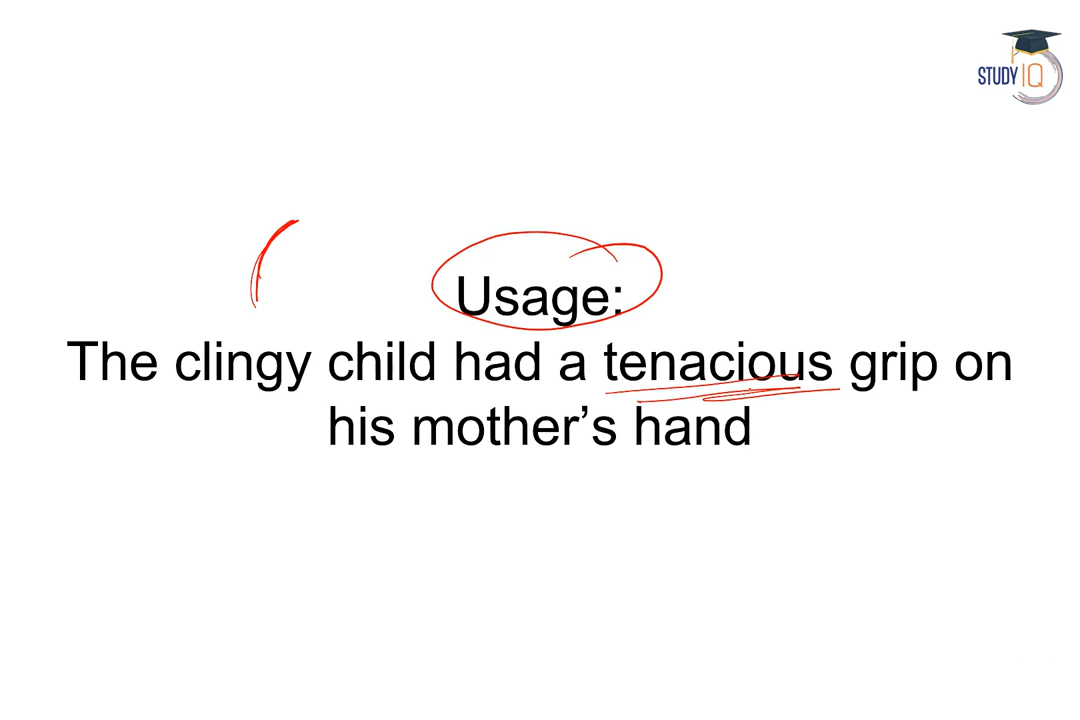 STUDY IQ
Usage:
The clingy child had a tenacious grip on
his mother’s hand